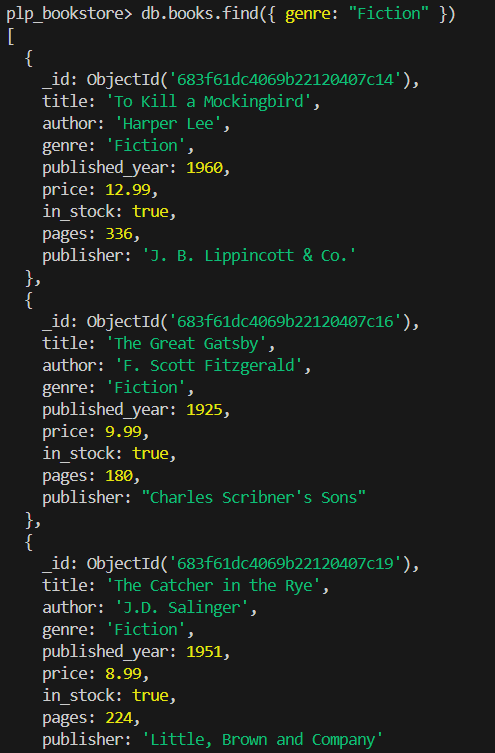 plp_bookstore> db.books.find({ genre: "Fiction" })
[
  {
    _id: ObjectId('683f61dc4069b22120407c14'),
    title: 'To Kill a Mockingbird',
    author: 'Harper Lee',
    genre: 'Fiction',
    published_year: 1960,
    price: 12.99,
    in_stock: true,
    pages: 336,
    publisher: 'J. B. Lippincott & Co.'
  },
  {
    _id: ObjectId('683f61dc4069b22120407c16'),
    title: 'The Great Gatsby',
    author: 'F. Scott Fitzgerald',
    genre: 'Fiction',
    published_year: 1925,
    price: 9.99,
    in_stock: true,
    pages: 180,
    publisher: "Charles Scribner's Sons"
  },
  {
    _id: ObjectId('683f61dc4069b22120407c19'),
    title: 'The Catcher in the Rye',
    author: 'J.D. Salinger',
    genre: 'Fiction',
    published_year: 1951,
    price: 8.99,
    in_stock: true,
    pages: 224,
    publisher: 'Little, Brown and Company'